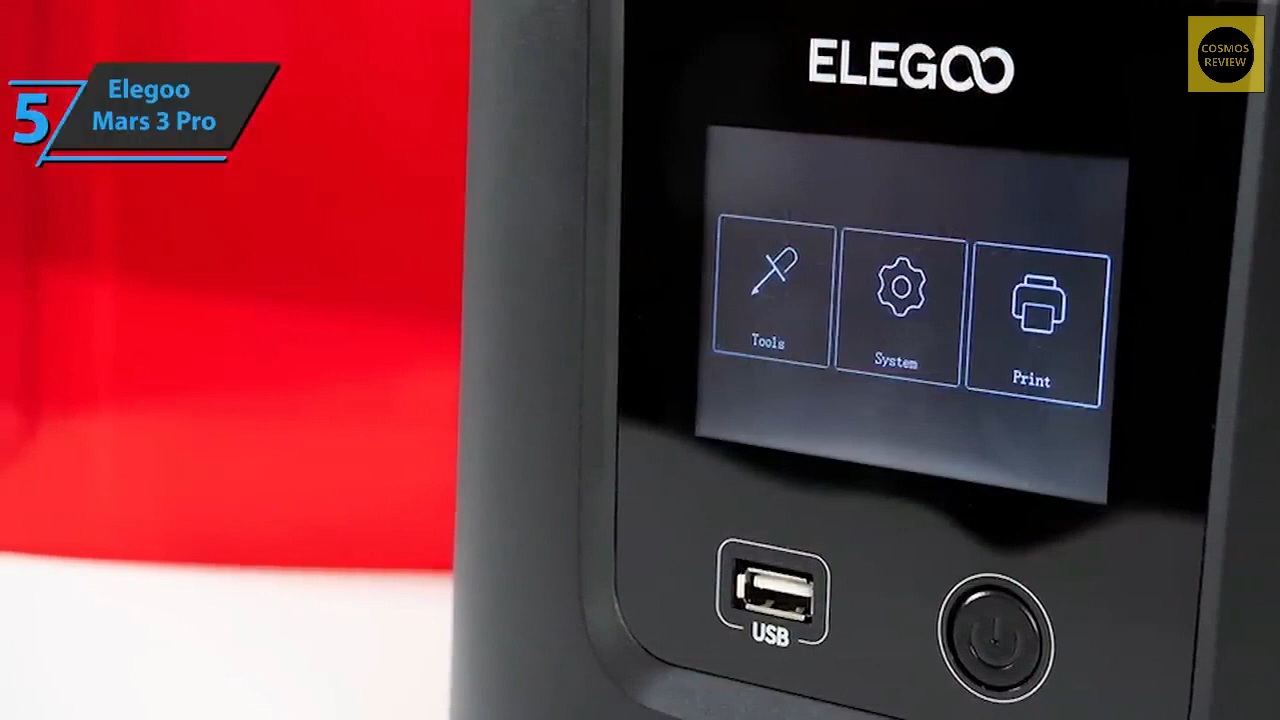 5
Elegoo
Mars 3 Pro
ELEGOO
COSMOS
REVIEW
Tools
System
Print
USB